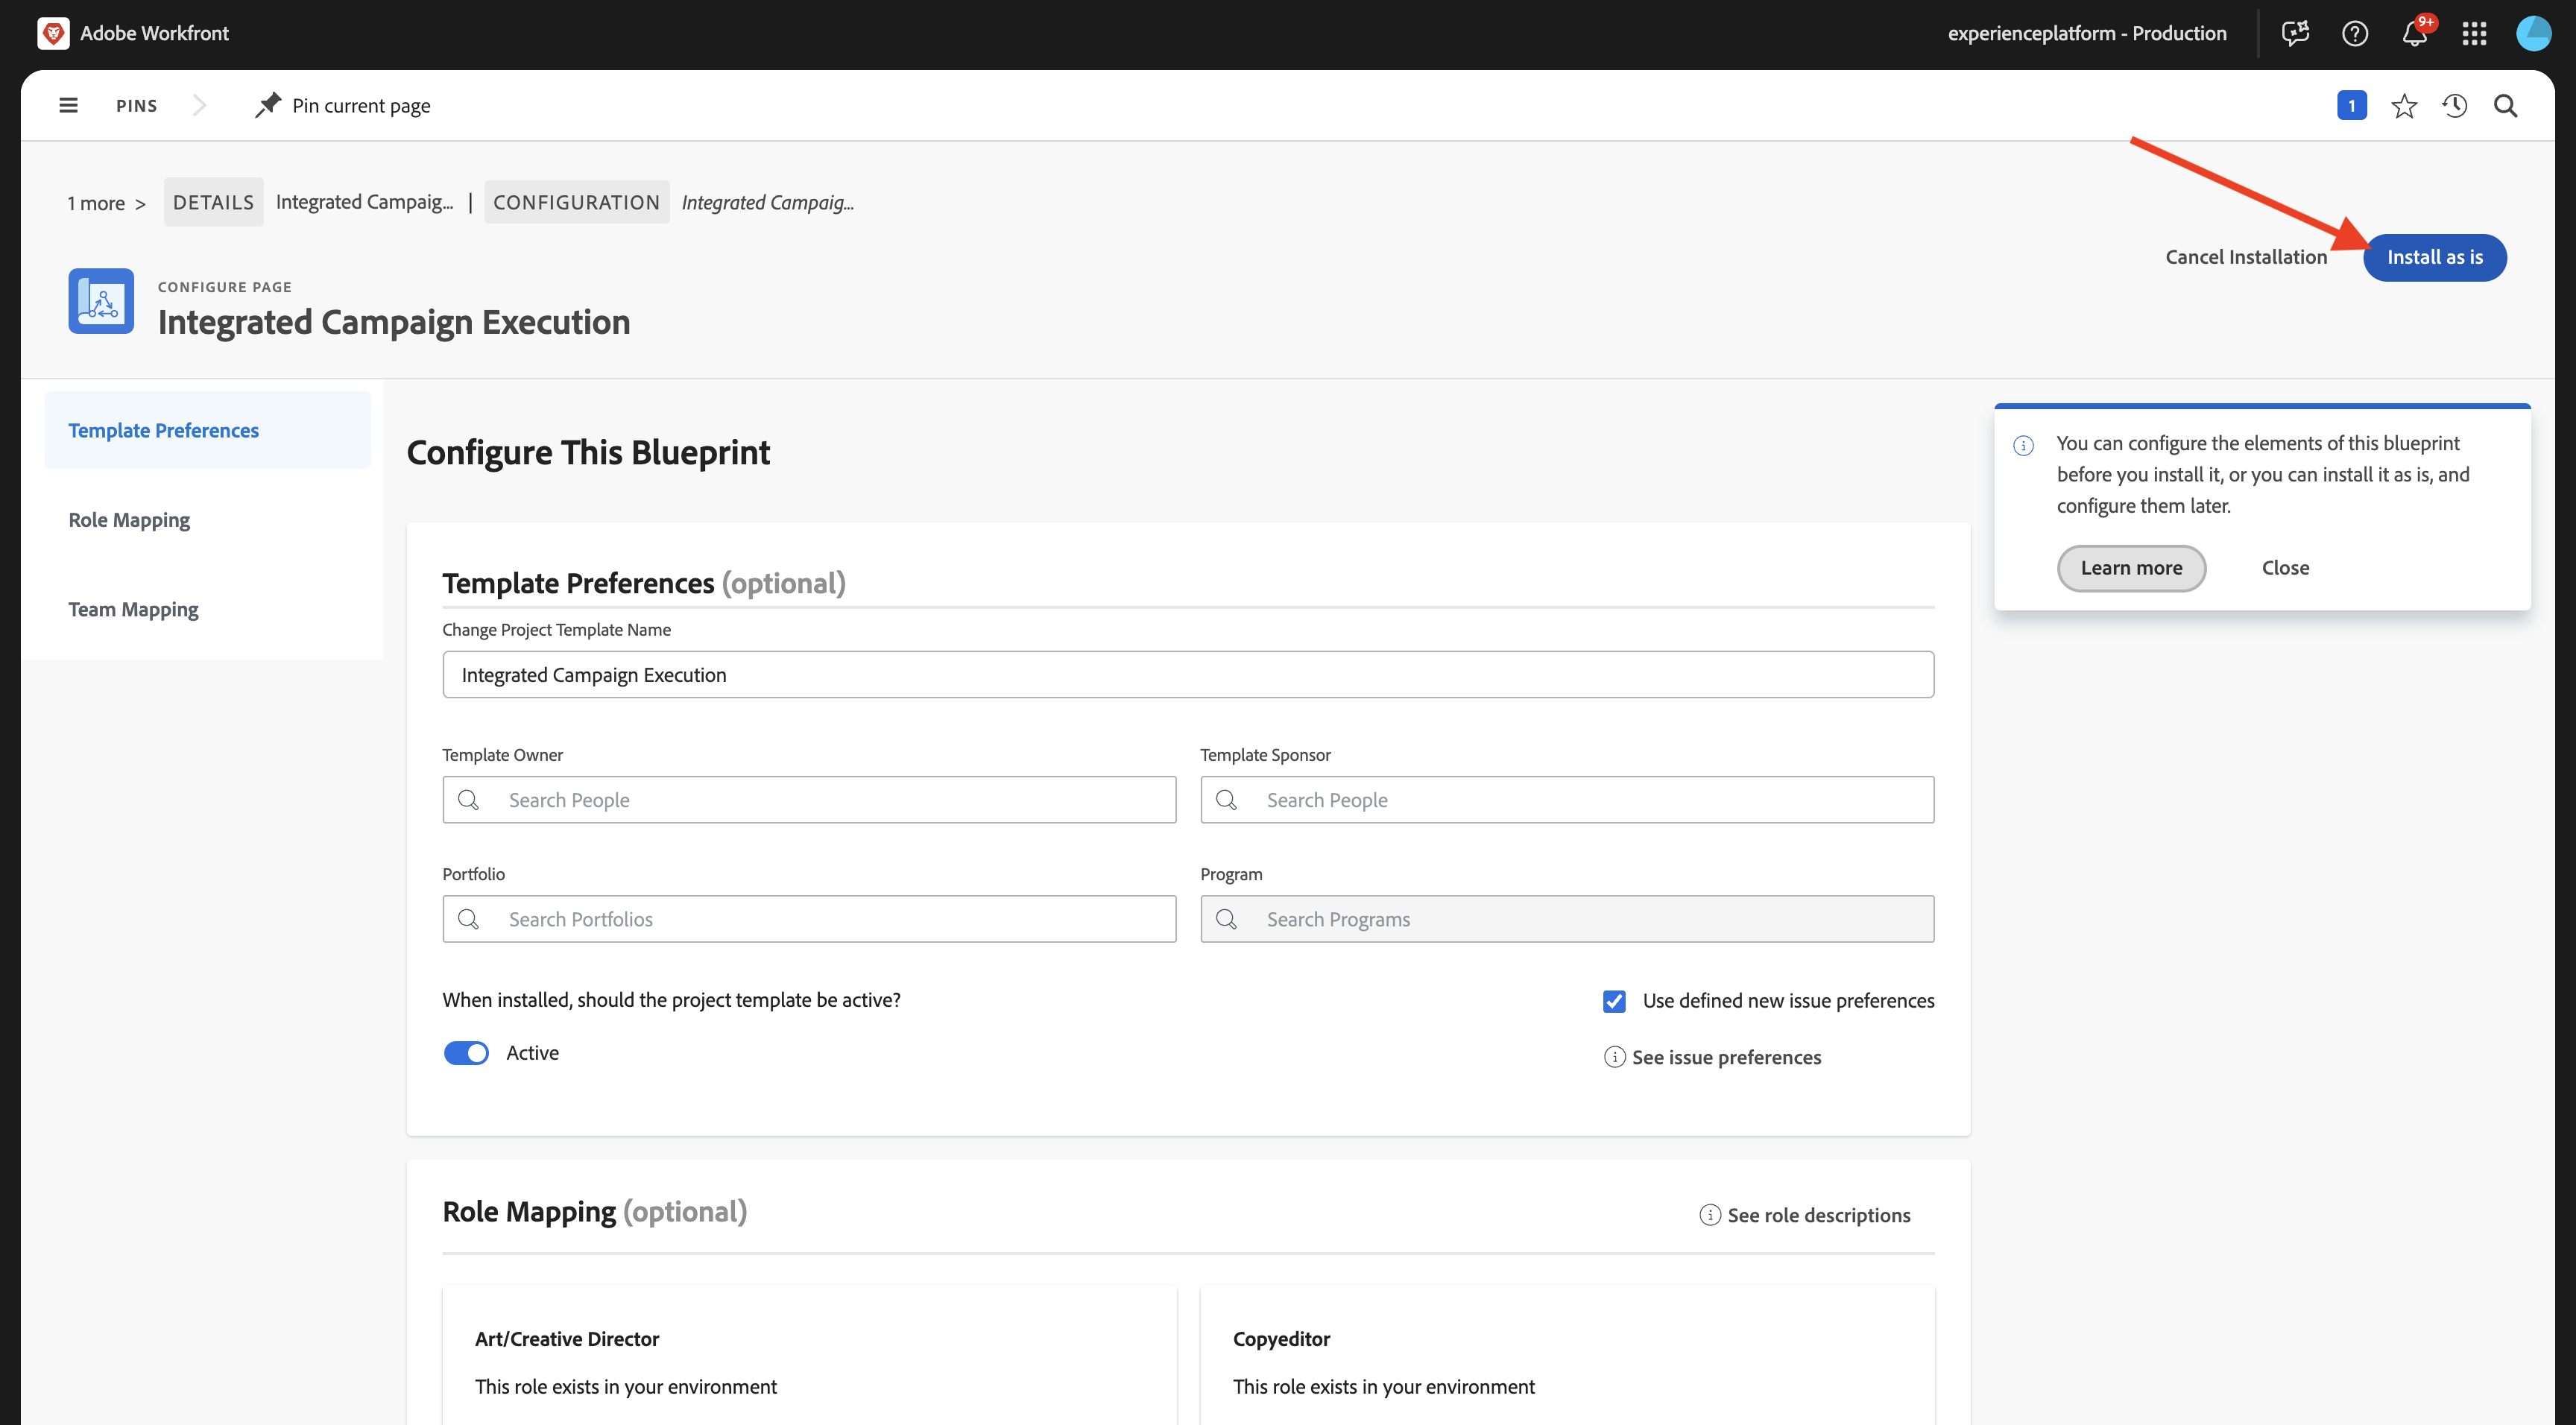 Adobe Workfront
experienceplatform - Production
9+
PINS
Pin current page
1
1 more >
DETAILS
Integrated Campaig...
|
CONFIGURATION
Integrated Campaig...
Cancel Installation
Install as is
CONFIGURE PAGE
Integrated Campaign Execution
Template Preferences
Role Mapping
Team Mapping
Configure This Blueprint
You can configure the elements of this blueprint
before you install it, or you can install it as is, and
configure them later.
Learn more
Close
Template Preferences (optional)
Change Project Template Name
Integrated Campaign Execution
Template Owner
Template Sponsor
Search People
Search People
Portfolio
Program
Search Portfolios
Search Programs
When installed, should the project template be active?
Use defined new issue preferences
Active
See issue preferences
Role Mapping (optional)
See role descriptions
Art/Creative Director
Copyeditor
This role exists in your environment
This role exists in your environment